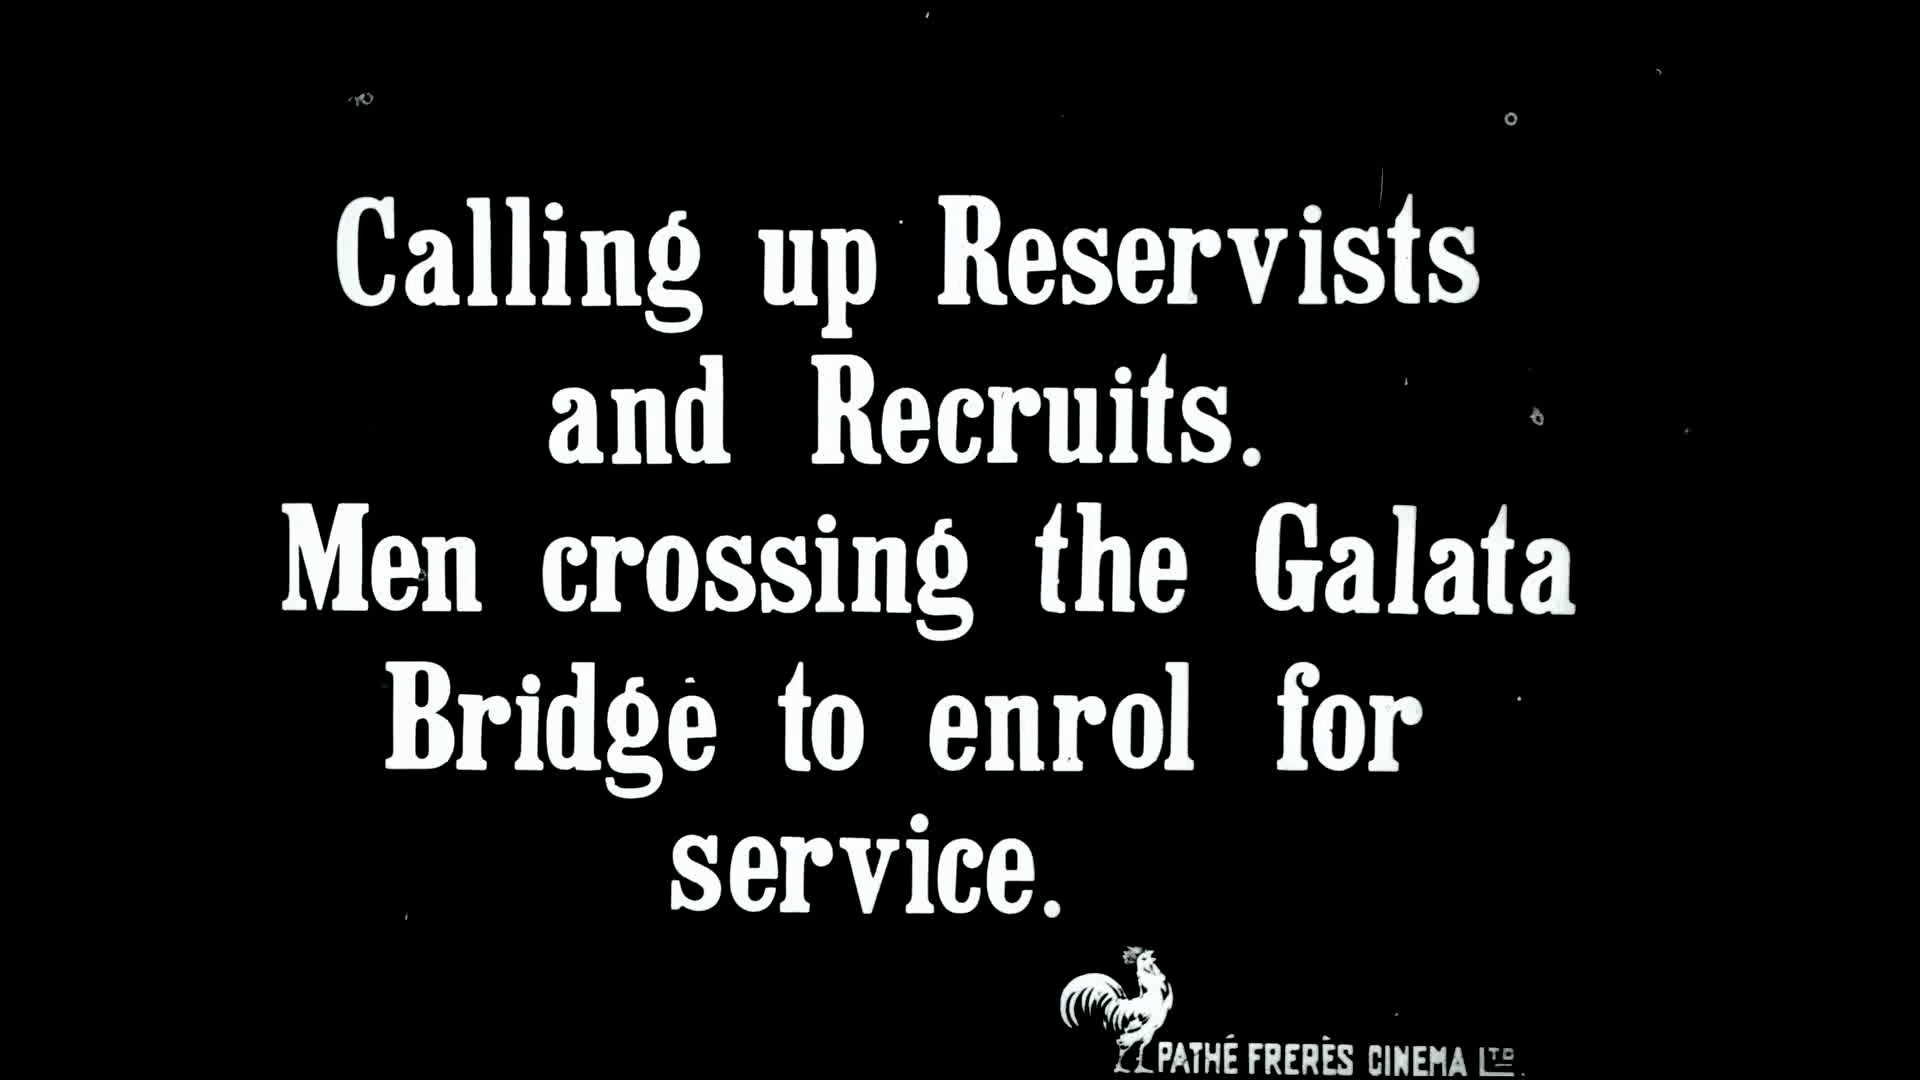 Calling up Reservists
and Recruits.
Men crossing the Galata
Bridge to enrol for
service.
PATHÉ FRERÈS CINEMA LTD.